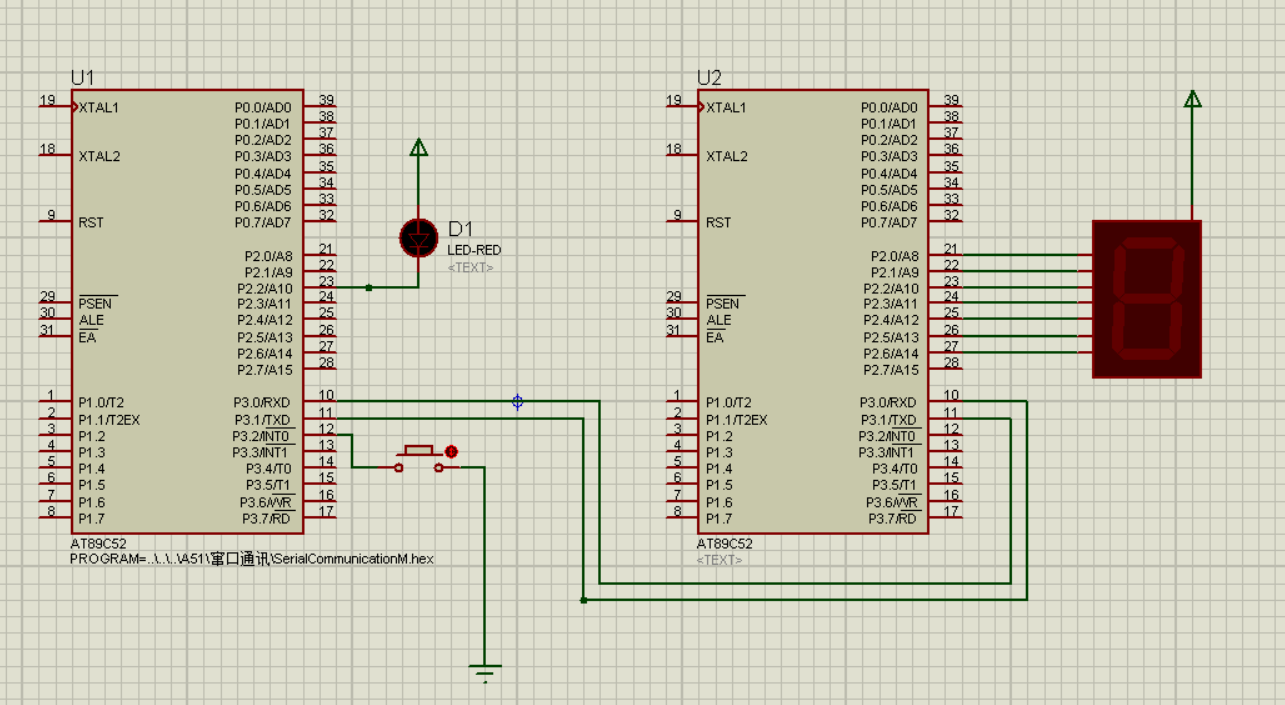 U1
19 XTAL1 P0.0/AD0 39
P0.1/AD1 38
P0.2/AD2 37
18 XTAL2 P0.3/AD3 36
P0.4/AD4 35
P0.5/AD5 34
P0.6/AD6 33
9 RST P0.7/AD7 32
P2.0/A8 21
P2.1/A9 22
P2.2/A10 23
29 PSEN P2.3/A11 24
30 ALE P2.4/A12 25
31 EA P2.5/A13 26
P2.6/A14 27
P2.7/A15 28
1 P1.0/T2 P3.0/RXD 10
2 P1.1/T2EX P3.1/TXD 11
3 P1.2 P3.2/INT0 12
4 P1.3 P3.3/INT1 13
5 P1.4 P3.4/T0 14
6 P1.5 P3.5/T1 15
7 P1.6 P3.6/WR 16
8 P1.7 P3.7/RD 17
AT89C52
PROGRAM=..\..\..\A51\窜口通讯\SerialCommunicationM.hex
D1
LED-RED
<TEXT>
U2
19 XTAL1 P0.0/AD0 39
P0.1/AD1 38
P0.2/AD2 37
18 XTAL2 P0.3/AD3 36
P0.4/AD4 35
P0.5/AD5 34
P0.6/AD6 33
9 RST P0.7/AD7 32
P2.0/A8 21
P2.1/A9 22
P2.2/A10 23
29 PSEN P2.3/A11 24
30 ALE P2.4/A12 25
31 EA P2.5/A13 26
P2.6/A14 27
P2.7/A15 28
1 P1.0/T2 P3.0/RXD 10
2 P1.1/T2EX P3.1/TXD 11
3 P1.2 P3.2/INT0 12
4 P1.3 P3.3/INT1 13
5 P1.4 P3.4/T0 14
6 P1.5 P3.5/T1 15
7 P1.6 P3.6/WR 16
8 P1.7 P3.7/RD 17
AT89C52
<TEXT>